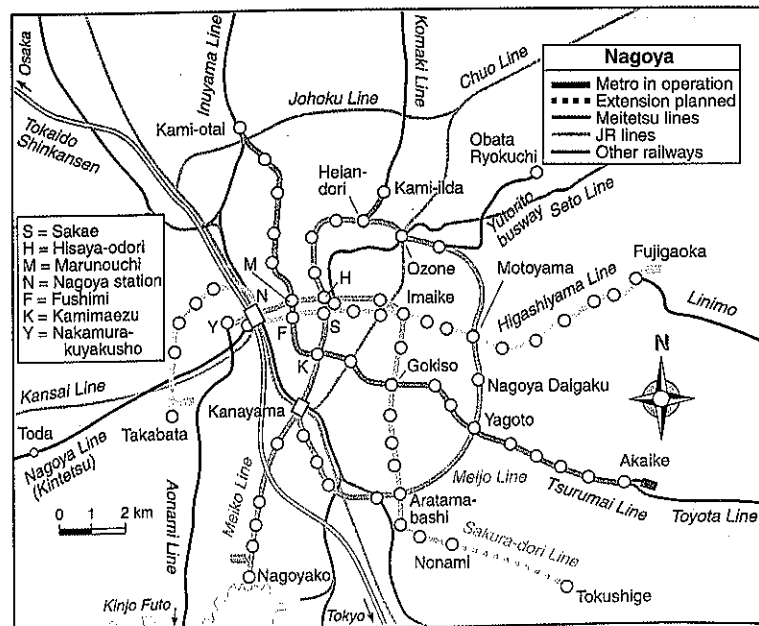 Osaka
Inuyama Line
Komaki Line
Chuo Line
Johoku Line
Tokaido
Shinkansen
Kami-otal
Nagoya
Metro in operation
Extension planned
Meitetsu lines
JR lines
Other railways
Obata
Ryokuchi
Helan-
dori
Kami-ilda
Yutorito
busway
Seto Line
S = Sakae
H = Hisaya-odori
M = Marunouchi
N = Nagoya station
F = Fushimi
K = Kamimaezu
Y = Nakamura-
kuyakusho
Ozone
Motoyama
Fujigaoka
Higashiyama Line
Linimo
M
N
H
Imaike
Y
F
S
K
Gokiso
Nagoya Daigaku
N
Kansai Line
Kanayama
Yagoto
Toda
Takabata
Nagoya Line
(Kintetsu)
Aonami Line
Meiko Line
Meijo Line
Akaike
Tsurumai Line
Toyota Line
0 1 2 km
Aratama-
bashi
Sakura-dori Line
Nonami
Nagoyako
Tokushige
Kinjo Futo
Tokyo